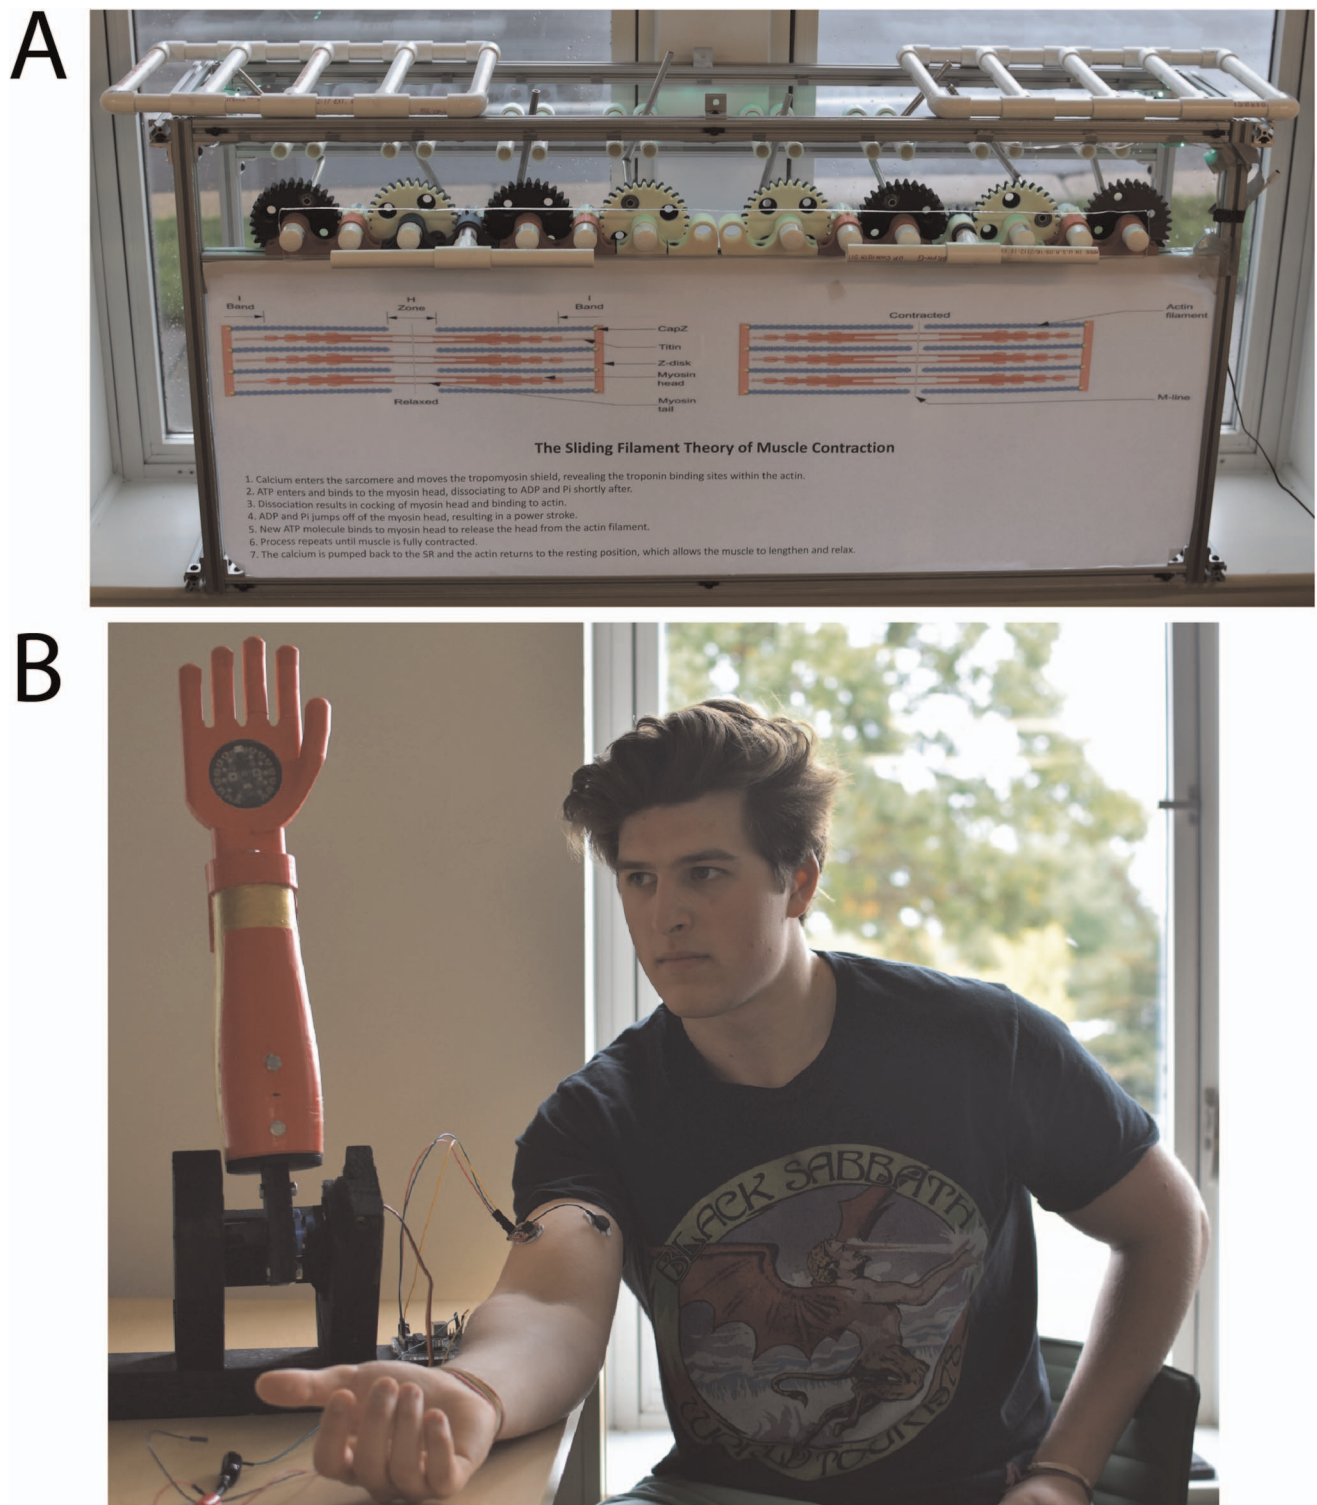 A
I Band
H Zone
I Band
CapZ
Titin
Z-disk
Myosin head
Myosin tail
Relaxed
Contracted
Actin filament
M-line
The Sliding Filament Theory of Muscle Contraction
1. Calcium enters the sarcomere and moves the tropomyosin shield, revealing the troponin binding sites within the actin.
2. ATP enters and binds to the myosin head, dissociating to ADP and Pi shortly after.
3. Dissociation results in cocking of myosin head and binding to actin.
4. ADP and Pi jumps off of the myosin head, resulting in a power stroke.
5. New ATP molecule binds to myosin head to release the head from the actin filament.
6. Process repeats until muscle is fully contracted.
7. The calcium is pumped back to the SR and the actin returns to the resting position, which allows the muscle to lengthen and relax.
B
BLACK SABBATH
WORLD TOUR